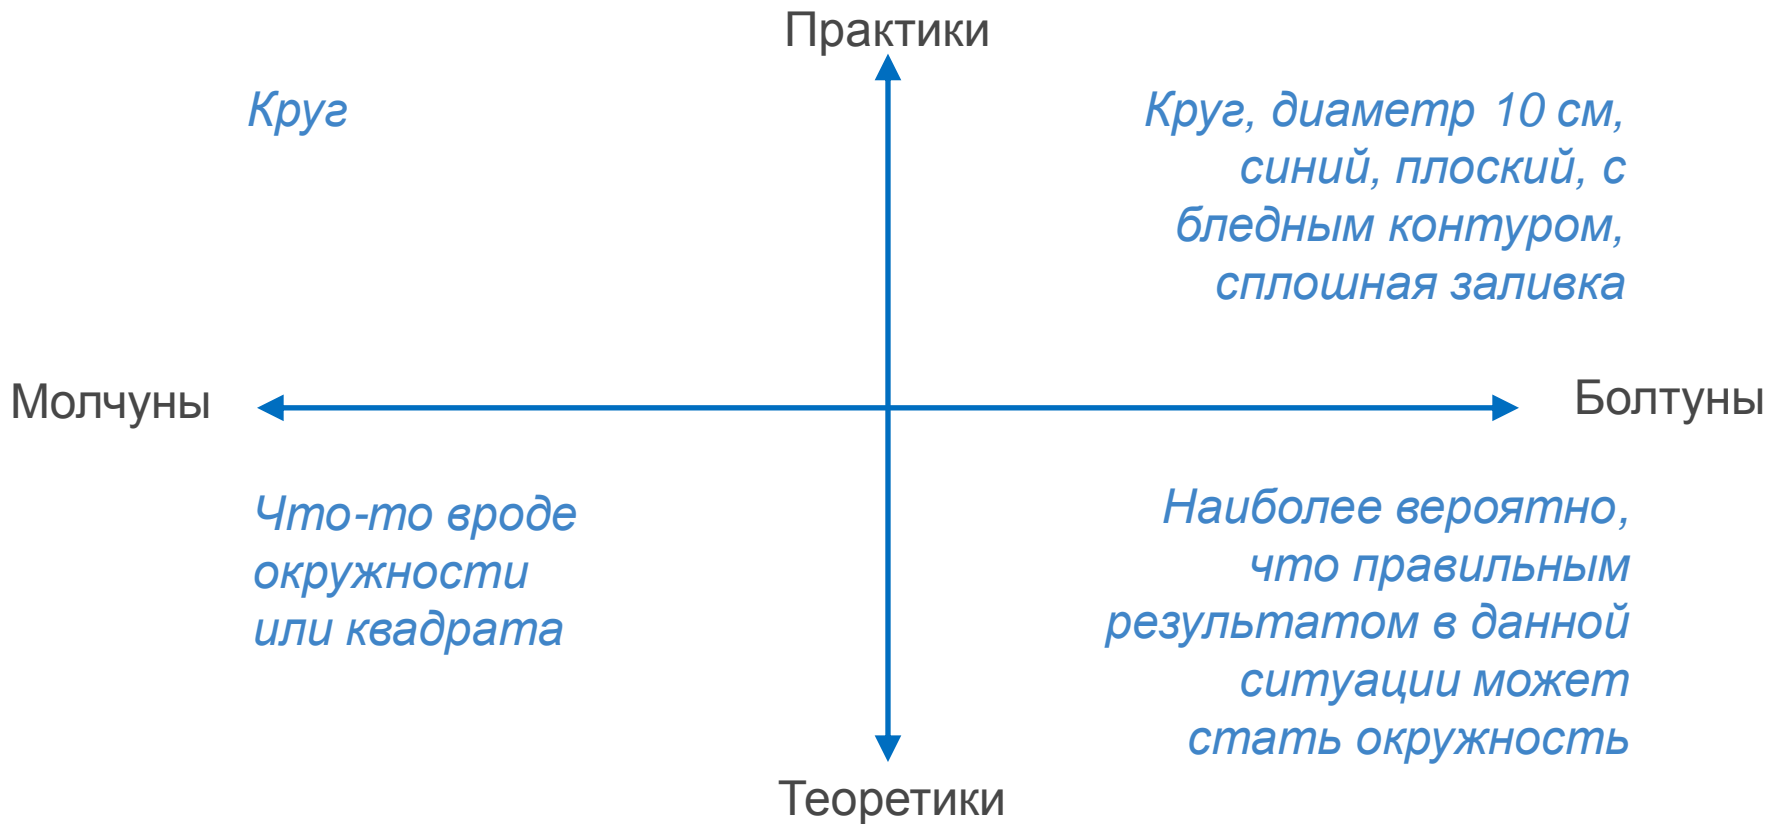 Практики
Круг
Круг, диаметр 10 см,
синий, плоский, с
бледным контуром,
сплошная заливка
Молчуны
Болтуны
Что-то вроде
окружности
или квадрата
Наиболее вероятно,
что правильным
результатом в данной
ситуации может
стать окружность
Теоретики